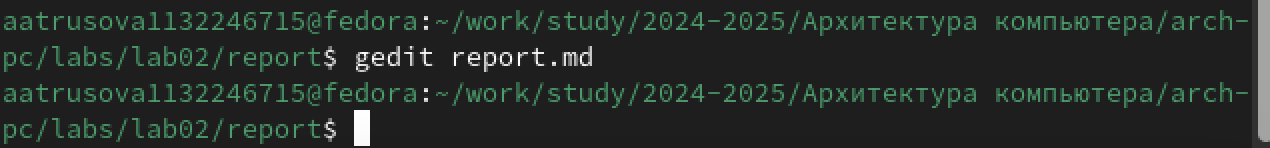 aatrusova1132246715@fedora:~/work/study/2024-2025/Архитектура компьютера/arch-
pc/labs/lab02/report$ gedit report.md
aatrusova1132246715@fedora:~/work/study/2024-2025/Архитектура компьютера/arch-
pc/labs/lab02/report$